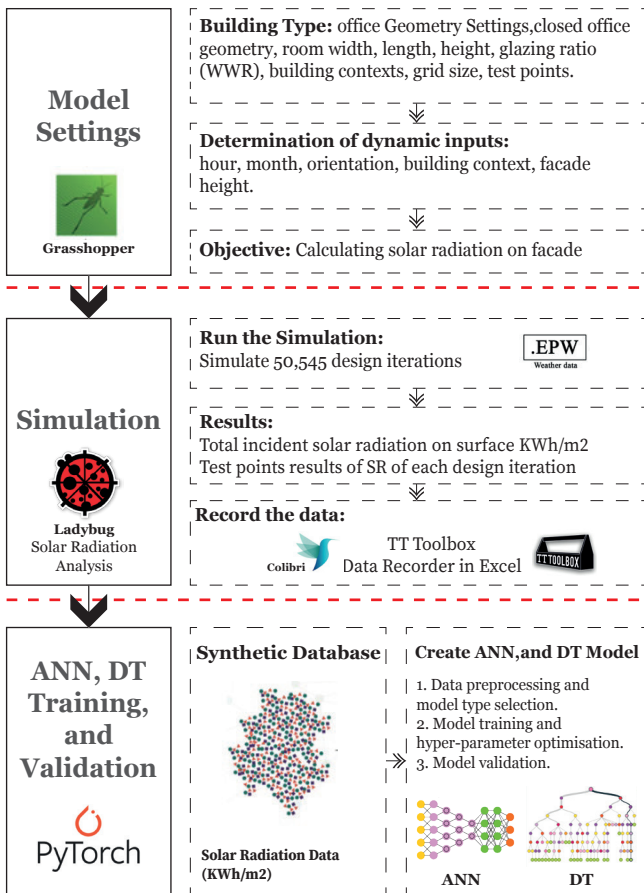 Model
Settings
Grasshopper
Building Type: office Geometry Settings,closed office
geometry, room width, length, height, glazing ratio
(WWR), building contexts, grid size, test points.
Determination of dynamic inputs:
hour, month, orientation, building context, facade
height.
Objective: Calculating solar radiation on facade
Simulation
Ladybug
Solar Radiation
Analysis
Run the Simulation:
Simulate 50,545 design iterations
.EPW
Weather data
Results:
Total incident solar radiation on surface KWh/m2
Test points results of SR of each design iteration
Record the data:
Colibri
TT Toolbox
Data Recorder in Excel
TT TOOLBOX
ANN, DT
Training,
and
Validation
PyTorch
Synthetic Database
Solar Radiation Data
(KWh/m2)
Create ANN,and DT Model
1. Data preprocessing and
model type selection.
2. Model training and
hyper-parameter optimisation.
3. Model validation.
ANN
DT